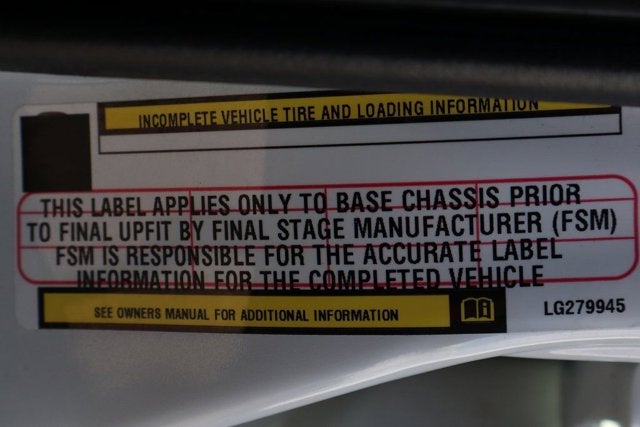 INCOMPLETE VEHICLE TIRE AND LOADING INFORMATION
THIS LABEL APPLIES ONLY TO BASE CHASSIS PRIOR
TO FINAL UPFIT BY FINAL STAGE MANUFACTURER (FSM)
FSM IS RESPONSIBLE FOR THE ACCURATE LABEL
INFORMATION FOR THE COMPLETED VEHICLE
SEE OWNERS MANUAL FOR ADDITIONAL INFORMATION
LG279945